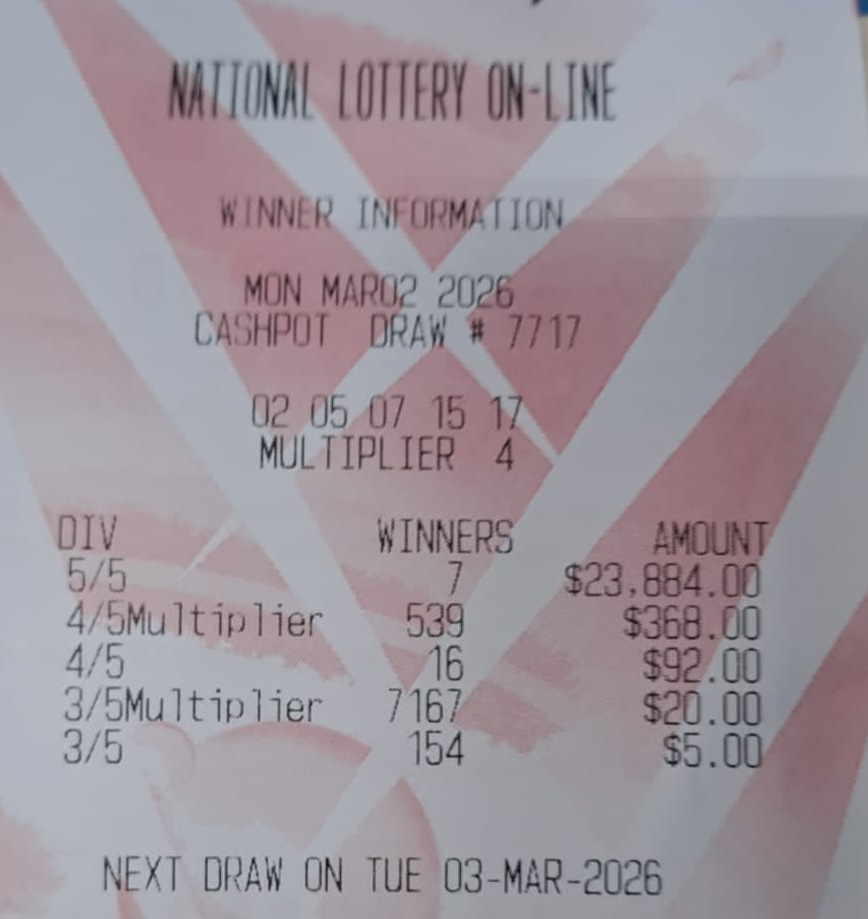 NATIONAL LOTTERY ON-LINE
WINNER INFORMATION
MON MAR02 2026
CASHPOT DRAW # 7717
02 05 07 15 17
MULTIPLIER 4
DIV WINNERS AMOUNT
5/5 7 $23,884.00
4/5Multiplier 539 $368.00
4/5 16 $92.00
3/5Multiplier 7167 $20.00
3/5 154 $5.00
NEXT DRAW ON TUE 03-MAR-2026